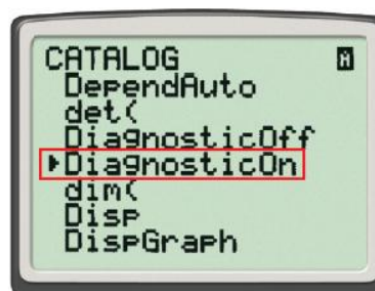 CATALOG A
DependAuto
det(
DiagnosticOff
▶DiagnosticOn
dim(
Disp
DispGraph